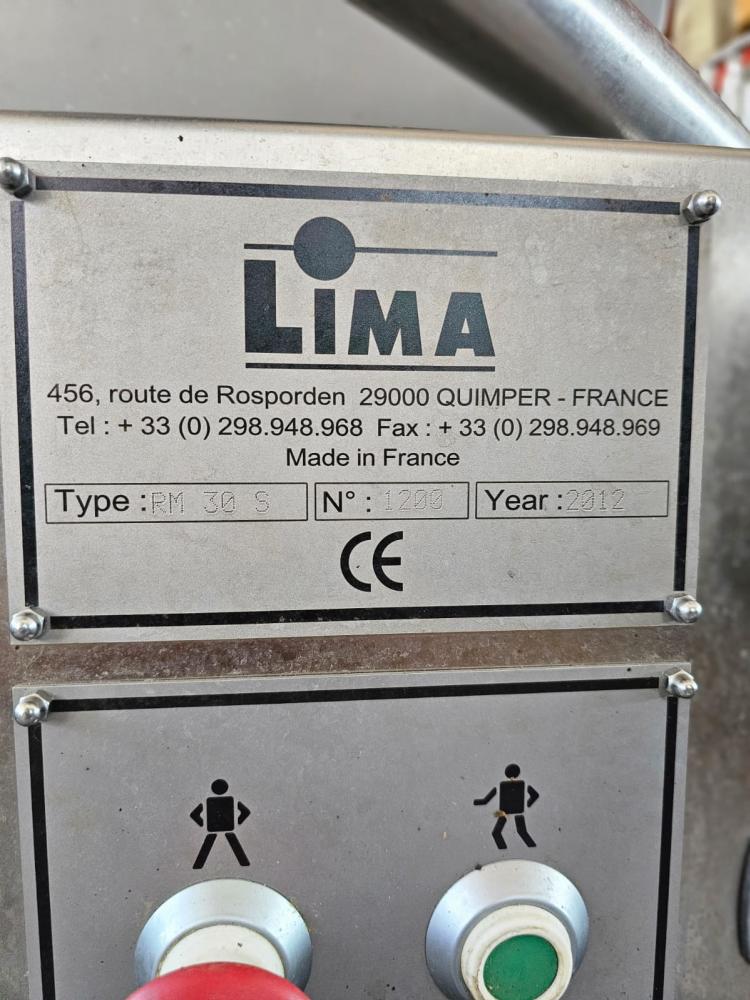 LIMA
456, route de Rosporden 29000 QUIMPER - FRANCE
Tel : + 33 (0) 298.948.968 Fax : + 33 (0) 298.948.969
Made in France
Type : RM 30 S N° : 1200 Year : 2012
CE